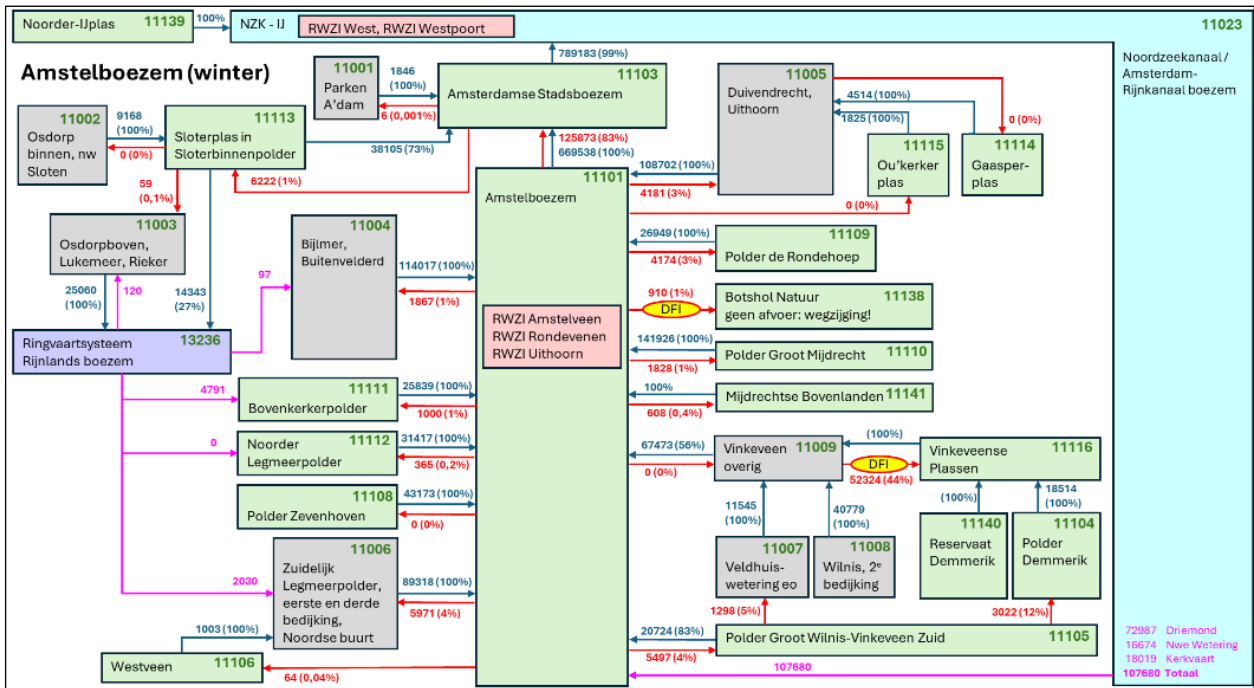 Noorder-IJplas 11139
100%
NZK - IJ
RWZI West, RWZI Westpoort
11023
Noordzeekanaal /
Amsterdam-
Rijnkanaal boezem
Amstelboezem (winter)
789183 (99%)
11001
Parken
A'dam
1846
(100%)
6 (0,001%)
11103
Amsterdamse Stadsboezem
11005
Duivendrecht,
Uithoorn
4514 (100%)
1825 (100%)
0 (0%)
11002
Osdorp
binnen, nw
Sloten
9168
(100%)
0 (0%)
11113
Sloterplas in
Sloterbinnenpolder
38105 (73%)
6222 (1%)
125873 (83%)
669538 (100%)
108702 (100%)
4181 (3%)
11115
Ou'kerker
plas
11114
Gaasper-
plas
0 (0%)
59
(0,1%)
11003
Osdorpboven,
Lukemeer, Rieker
25060
(100%)
120
14343
(27%)
97
11004
Bijlmer,
Buitenvelderd
114017 (100%)
1867 (1%)
11101
Amstelboezem
26949 (100%)
4174 (3%)
11109
Polder de Rondehoep
910 (1%)
DFI
Botshol Natuur 11138
geen afvoer: wegzijging!
RWZI Amstelveen
RWZI Rondevenen
RWZI Uithoorn
Ringvaartsysteem 13236
Rijnlands boezem
141926 (100%)
1828 (1%)
Polder Groot Mijdrecht 11110
4791
11111
Bovenkerkerpolder
25839 (100%)
1000 (1%)
100%
608 (0,4%)
Mijdrechtse Bovenlanden 11141
0
Noorder 11112
Legmeerpolder
31417 (100%)
365 (0,2%)
67473 (56%)
0 (0%)
Vinkeveen 11009
overig
(100%)
DFI
52324 (44%)
Vinkeveense 11116
Plassen
11108
Polder Zevenhoven
43173 (100%)
0 (0%)
11545
(100%)
40779
(100%)
(100%)
18514
(100%)
11007
Veldhuis-
wetering eo
11008
Wilnis, 2e
bedijking
11140
Reservaat
Demmerik
11104
Polder
Demmerik
2030
11006
Zuidelijk
Legmeerpolder,
eerste en derde
bedijking,
Noordse buurt
89318 (100%)
5971 (4%)
1298 (5%)
3022 (12%)
1003 (100%)
Westveen 11106
64 (0,04%)
20724 (83%)
5497 (4%)
Polder Groot Wilnis-Vinkeveen Zuid 11105
107680
72987 Driemond
16674 Nwe Wetering
18019 Kerkvaart
107680 Totaal